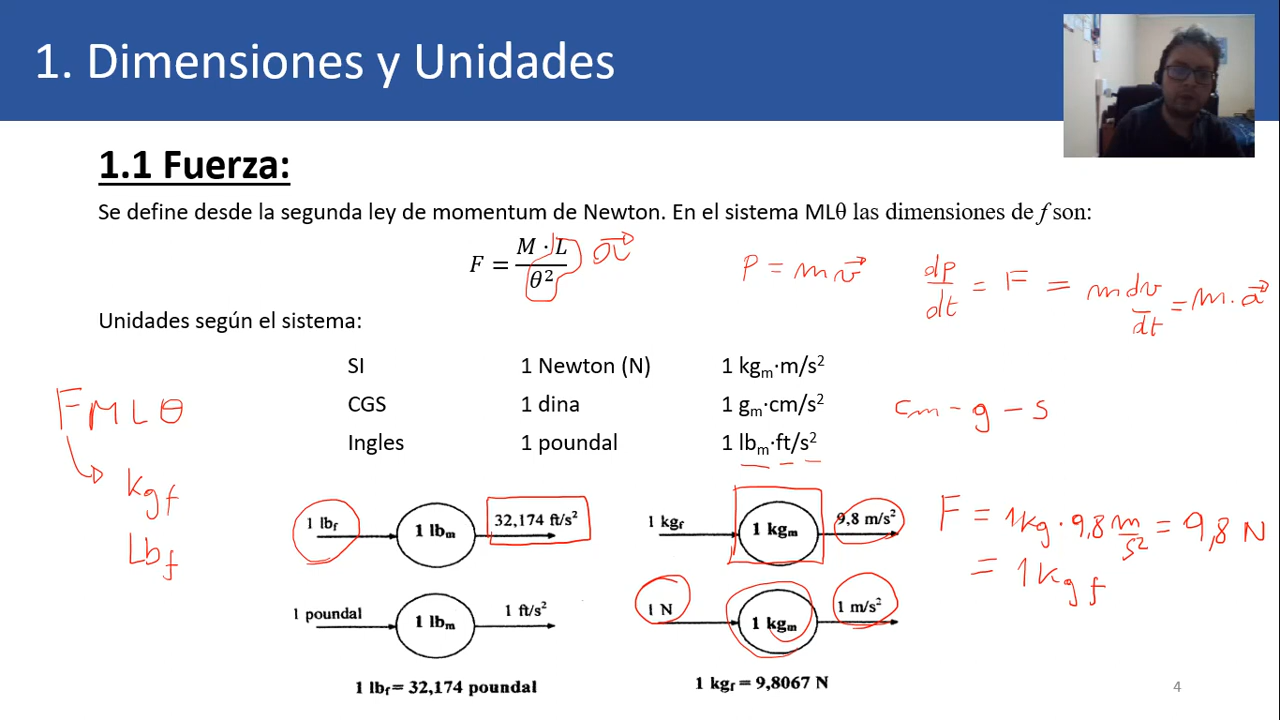 1. Dimensiones y Unidades
1.1 Fuerza:
Se define desde la segunda ley de momentum de Newton. En el sistema MLθ las dimensiones de f son:
F = M · L / θ² a⃗
P = m v⃗
dp/dt = F = m dv/dt = m · a⃗
Unidades según el sistema:
SI 1 Newton (N) 1 kgₘ·m/s²
CGS 1 dina 1 gₘ·cm/s²
Ingles 1 poundal 1 lbₘ·ft/s²
F M L θ
kgf
Lbf
cm - g - s
1 lbf 1 lbₘ 32,174 ft/s²
1 kgf 1 kgₘ 9,8 m/s²
F = 1kg · 9,8 m/s² = 9,8 N
= 1 kgf
1 poundal 1 lbₘ 1 ft/s²
1 N 1 kgₘ 1 m/s²
1 lbf = 32,174 poundal
1 kgf = 9,8067 N
4